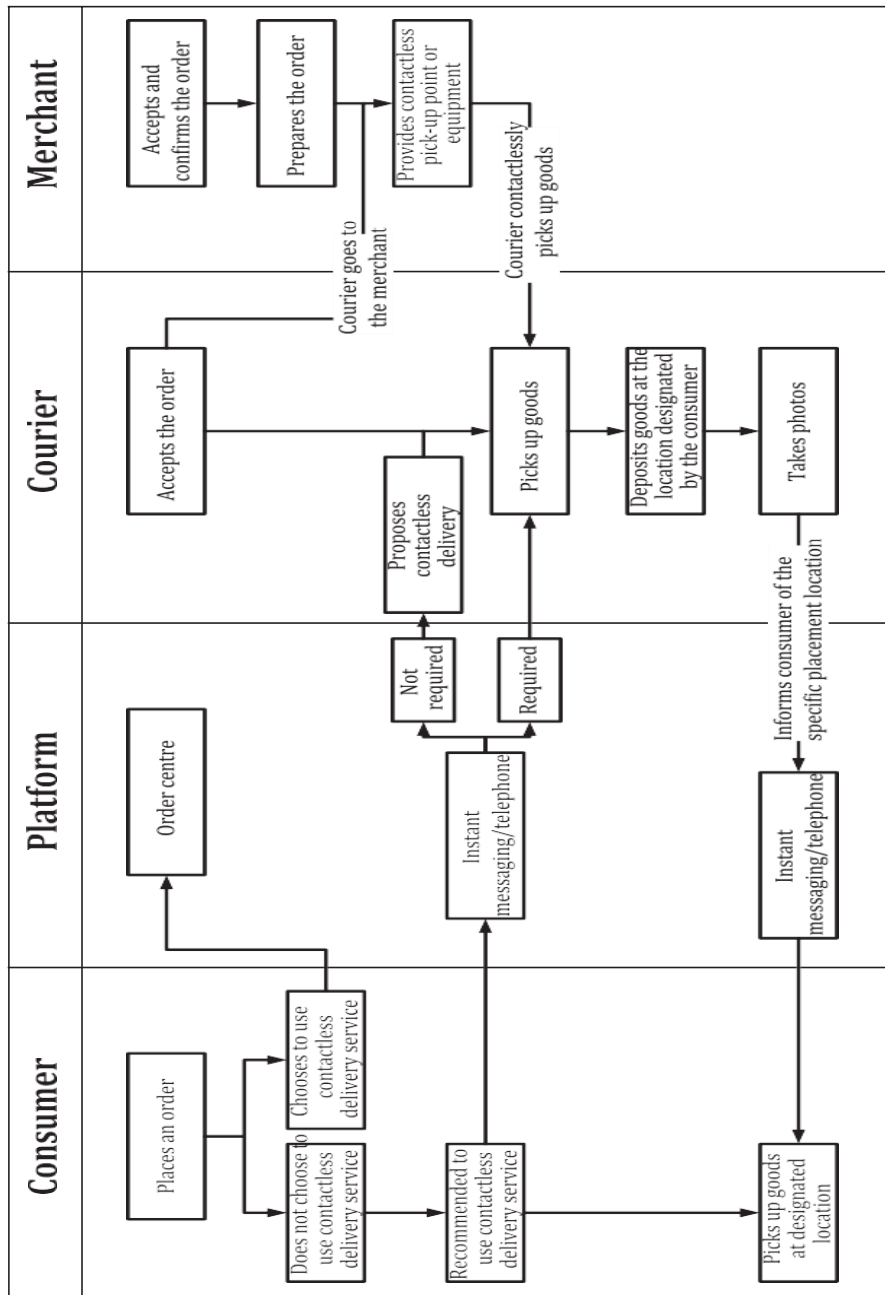 Consumer
Platform
Courier
Merchant
Places an order
Does not choose to
use contactless
delivery service
Chooses to use
contactless
delivery service
Recommended to
use contactless
delivery service
Picks up goods
at designated
location
Order centre
Instant
messaging/telephone
Not
required
Required
Instant
messaging/telephone
Informs consumer of the
specific placement location
Accepts the order
Proposes
contactless
delivery
Picks up goods
Deposits goods at the
location designated
by the consumer
Takes photos
Courier goes to
the merchant
Courier contactlessly
picks up goods
Accepts and
confirms the order
Prepares the order
Provides contactless
pick-up point or
equipment